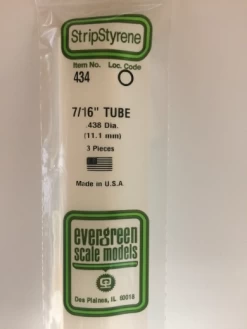 StripStyrene
Item No. Loc. Code
434 O
7/16" TUBE
.438 Dia.
(11.1 mm)
3 Pieces
Made in U.S.A
evergreen
scale models
Des Plaines, IL 60018